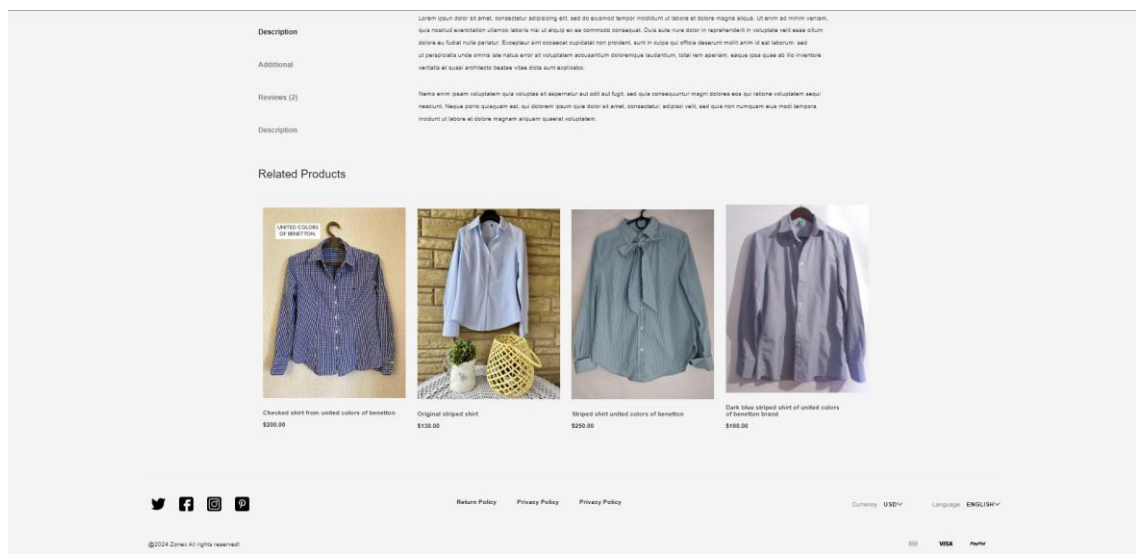 Description
Lorem ipsun dolor sit amet, consectetur adipisicing elit, sed do eiusmod tempor incididunt ut labore et dolore magna aliqua. Ut enim ad minim veniam,
quis nostrud exercitation ullamco laboris nisi ut aliquip ex ea commodo consequat. Duis aute irure dolor in reprehenderit in voluptate velit esse cillum
dolore eu fudiat nulla pariatur. Excepteur sint occaecat cupidatat non proident, sunt in culpa qui officia deserunt mollit anim id est laborum. sed
ut perspiciatis unde omnis iste natus error sit voluptatem accusantium doloremque laudantium, total rem aperiam, eaque ipsa quae ab illo inventore
veritatis et quasi architecto beatae vitae dicta sunt explicabo.
Additional
Reviews (2)
Description
Nemo enim ipsam voluptatem quia voluptas sit aspernatur aut odit aut fugit, sed quia consequuntur magni dolores eos qui ratione voluptatem sequi
nesciunt. Neque porro quisquam est, qui dolorem ipsum quia dolor sit amet, consectetur, adipisci velit, sed quia non numquam eius modi tempora
incidunt ut labore et dolore magnam aliquam quaerat voluptatem.
Related Products
UNITED COLORS
OF BENETTON.
Checked shirt from united colors of benetton
$200.00
Original striped shirt
$130.00
Striped shirt united colors of benetton
$250.00
Dark blue striped shirt of united colors
of benetton brand
$100.00
Return Policy Privacy Policy Privacy Policy
Currency USD
Language ENGLISH
@2024 Zonex All rights reserved!
VISA PayPal